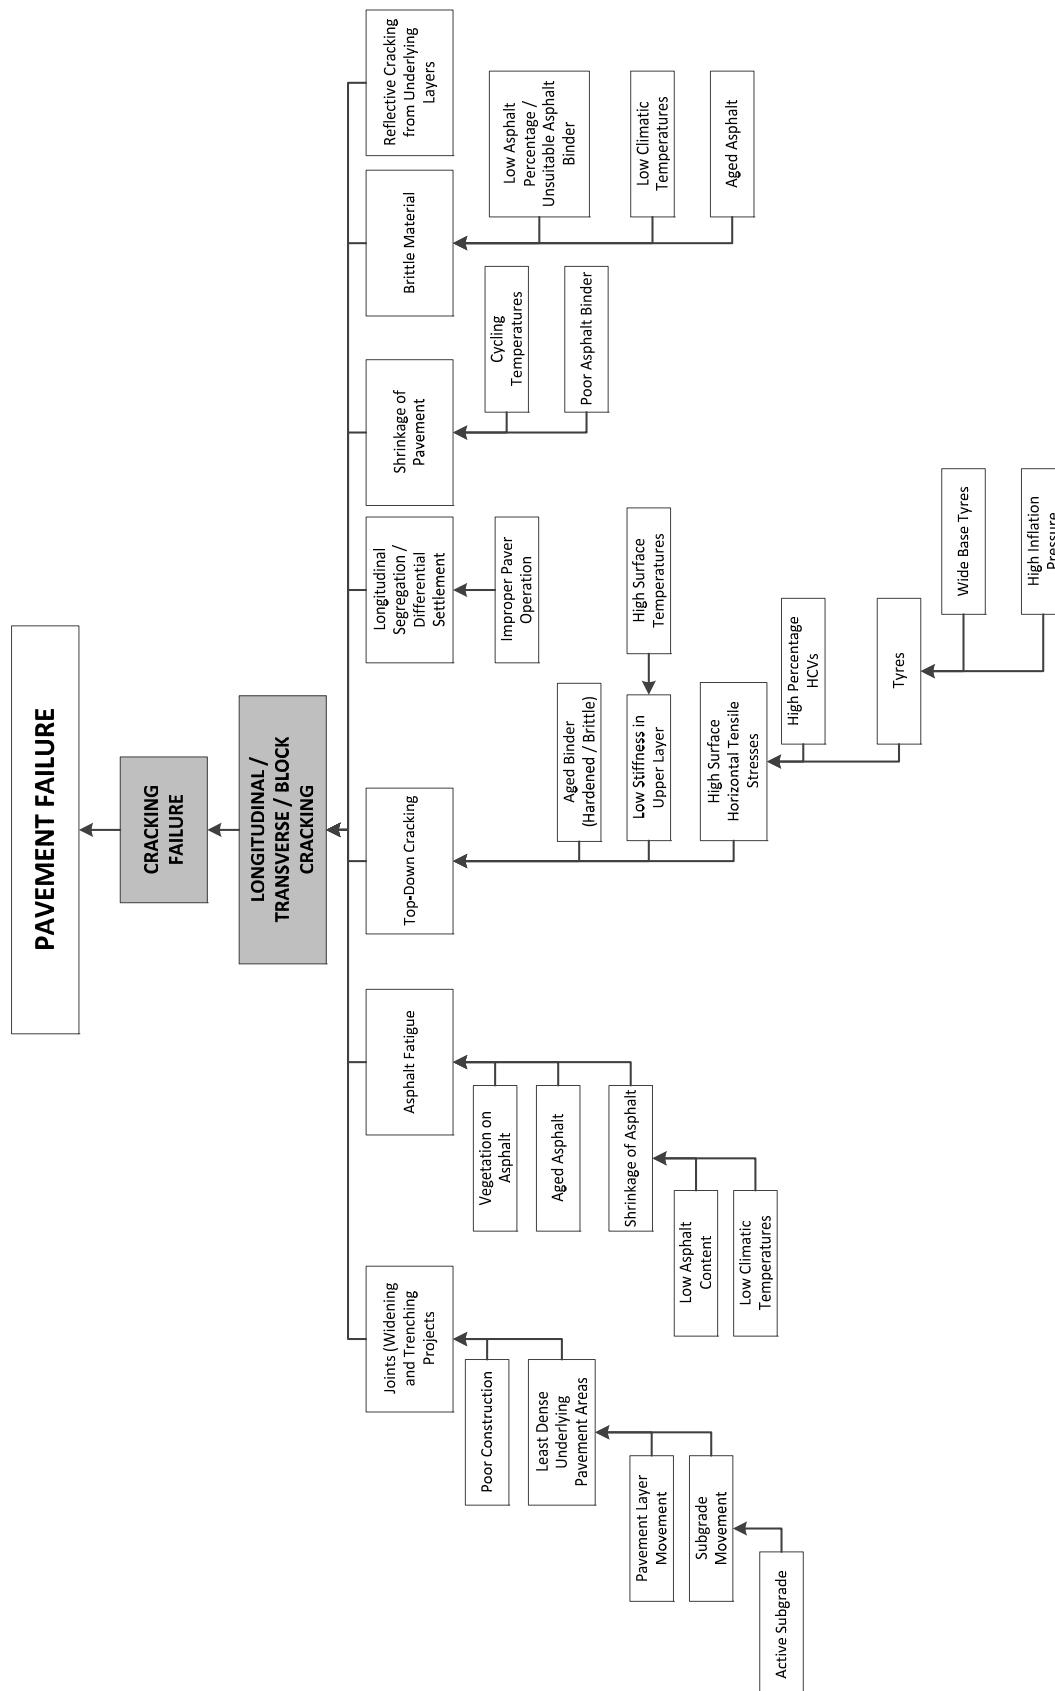 PAVEMENT FAILURE
CRACKING
FAILURE
LONGITUDINAL /
TRANSVERSE / BLOCK
CRACKING
Joints (Widening
and Trenching
Projects
Poor Construction
Least Dense
Underlying
Pavement Areas
Pavement Layer
Movement
Subgrade
Movement
Active Subgrade
Asphalt Fatigue
Vegetation on
Asphalt
Aged Asphalt
Shrinkage of Asphalt
Low Asphalt
Content
Low Climatic
Temperatures
Top-Down Cracking
Aged Binder
(Hardened / Brittle)
Low Stiffness in
Upper Layer
High Surface
Temperatures
High Surface
Horizontal Tensile
Stresses
High Percentage
HCVs
Tyres
Wide Base Tyres
High Inflation
Pressure
Longitudinal
Segregation /
Differential
Settlement
Improper Paver
Operation
Shrinkage of
Pavement
Cycling
Temperatures
Poor Asphalt Binder
Brittle Material
Low Asphalt
Percentage /
Unsuitable Asphalt
Binder
Low Climatic
Temperatures
Aged Asphalt
Reflective Cracking
from Underlying
Layers